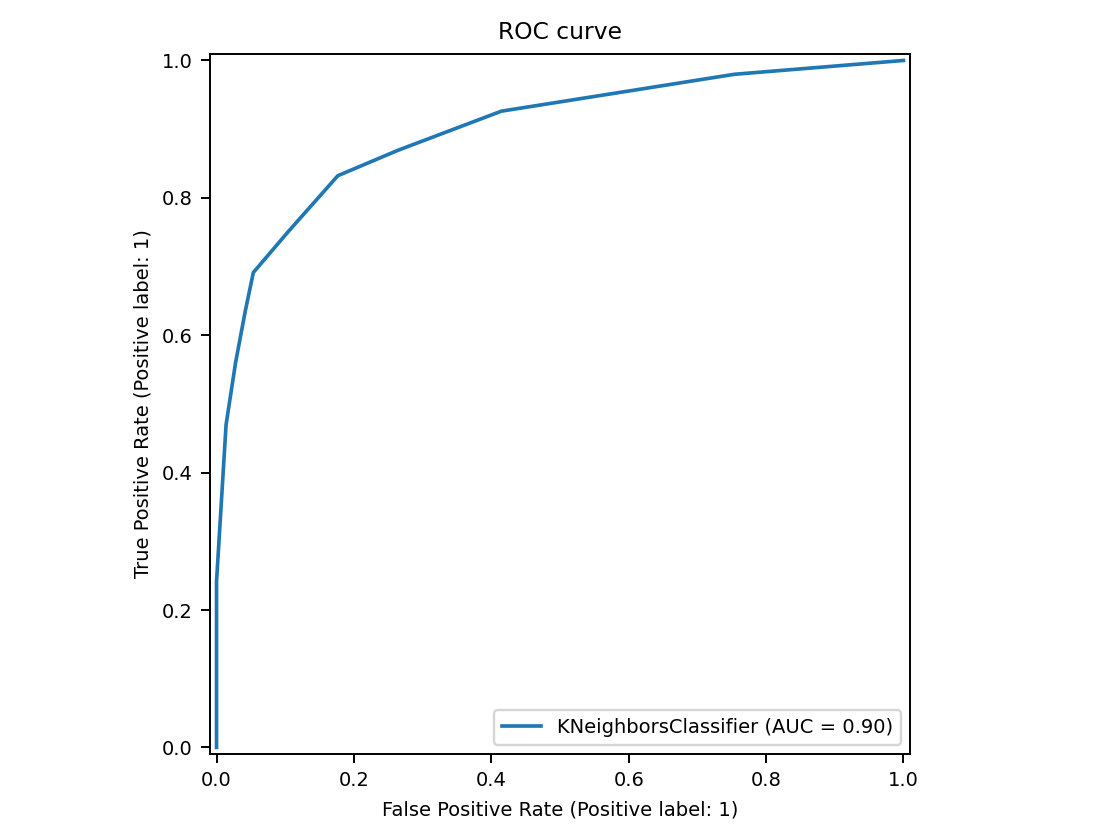 ROC curve
1.0
0.8
0.6
0.4
0.2
0.0
True Positive Rate (Positive label: 1)
KNeighborsClassifier (AUC = 0.90)
0.0 0.2 0.4 0.6 0.8 1.0
False Positive Rate (Positive label: 1)